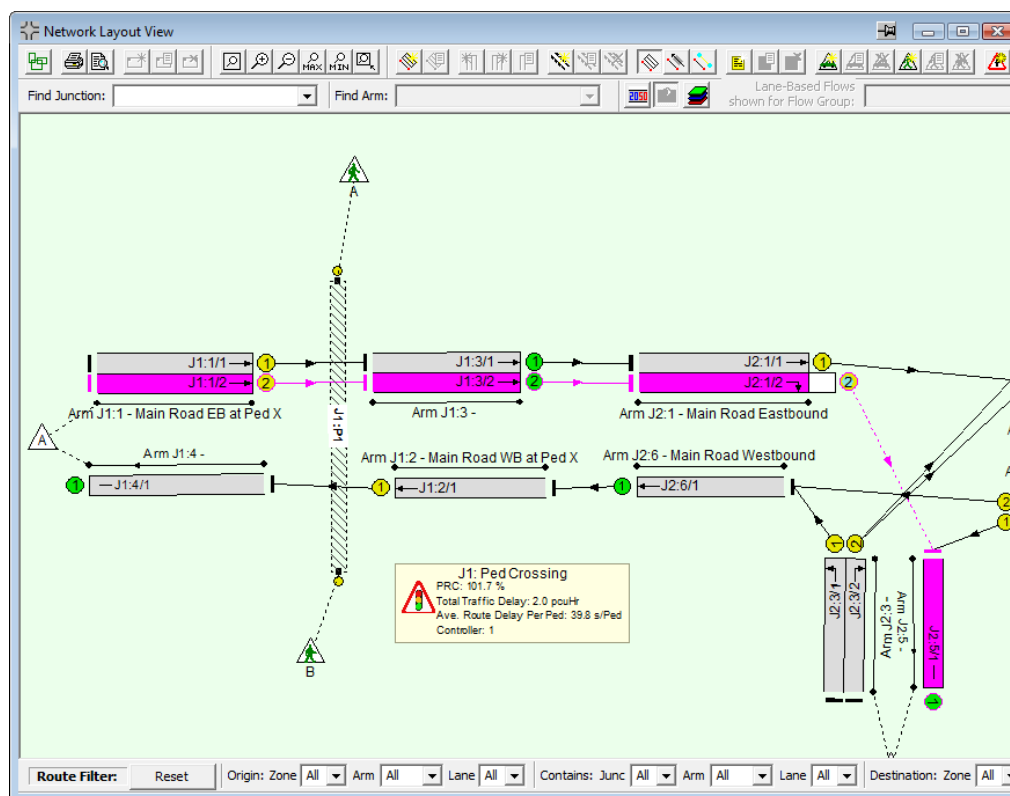 Network Layout View
MAX MIN
Find Junction:
Find Arm:
2050
Lane-Based Flows
shown for Flow Group:
A
J1:1/1 1
J1:3/1 1
J2:1/1 1
J1:1/2 2
J1:3/2 2
J2:1/2 2
Arm J1:1 - Main Road EB at Ped X
Arm J1:3 -
Arm J2:1 - Main Road Eastbound
J1:P1
A
Arm J1:4 -
Arm J1:2 - Main Road WB at Ped X
Arm J2:6 - Main Road Westbound
1 J1:4/1
1 J1:2/1
1 J2:6/1
2
1
1 2
J1: Ped Crossing
PRC: 101.7 %
Total Traffic Delay: 2.0 pcuHr
Ave. Route Delay Per Ped: 39.8 s/Ped
Controller: 1
J2:3/1
J2:3/2
Arm J2:3 -
Arm J2:5 -
J2:5/1
1
B
Route Filter: Reset Origin: Zone All Arm All Lane All Contains: Junc All Arm All Lane All Destination: Zone All